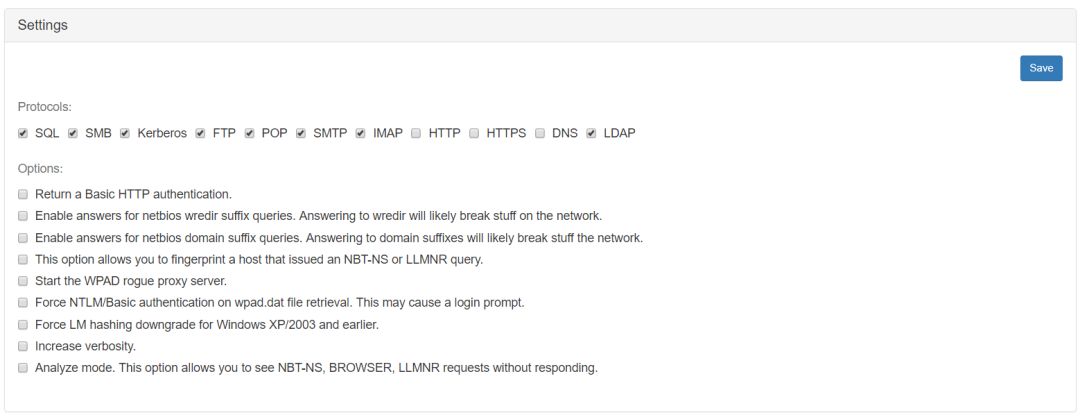 Settings
Save
Protocols:
SQL SMB Kerberos FTP POP SMTP IMAP HTTP HTTPS DNS LDAP
Options:
Return a Basic HTTP authentication.
Enable answers for netbios wredir suffix queries. Answering to wredir will likely break stuff on the network.
Enable answers for netbios domain suffix queries. Answering to domain suffixes will likely break stuff the network.
This option allows you to fingerprint a host that issued an NBT-NS or LLMNR query.
Start the WPAD rogue proxy server.
Force NTLM/Basic authentication on wpad.dat file retrieval. This may cause a login prompt.
Force LM hashing downgrade for Windows XP/2003 and earlier.
Increase verbosity.
Analyze mode. This option allows you to see NBT-NS, BROWSER, LLMNR requests without responding.